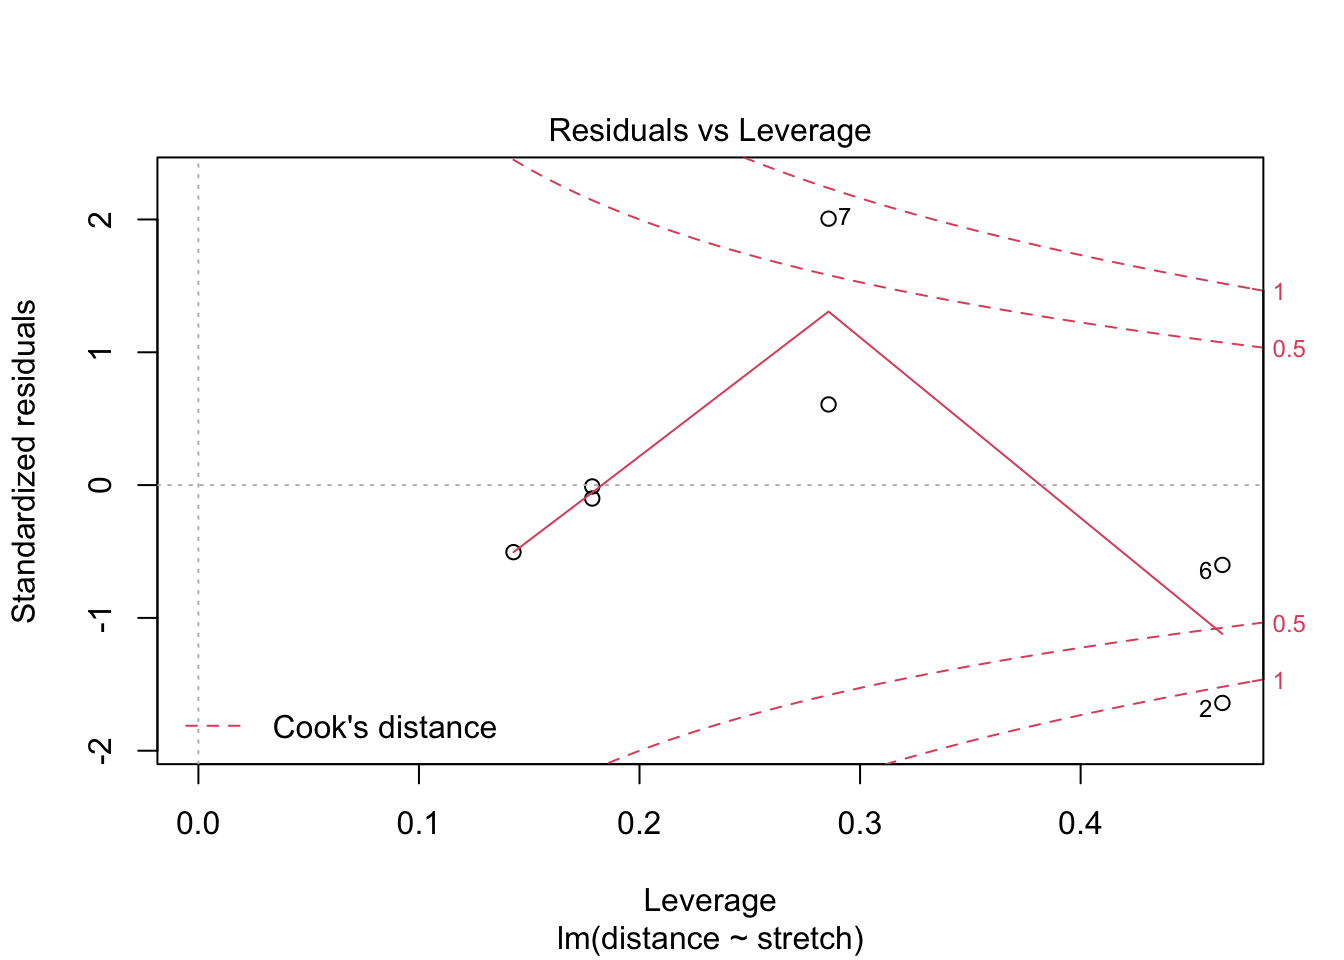 Residuals vs Leverage
Standardized residuals
2
1
0
-1
-2
7
6
2
1
0.5
0.5
1
Cook's distance
0.0 0.1 0.2 0.3 0.4
Leverage
lm(distance ~ stretch)